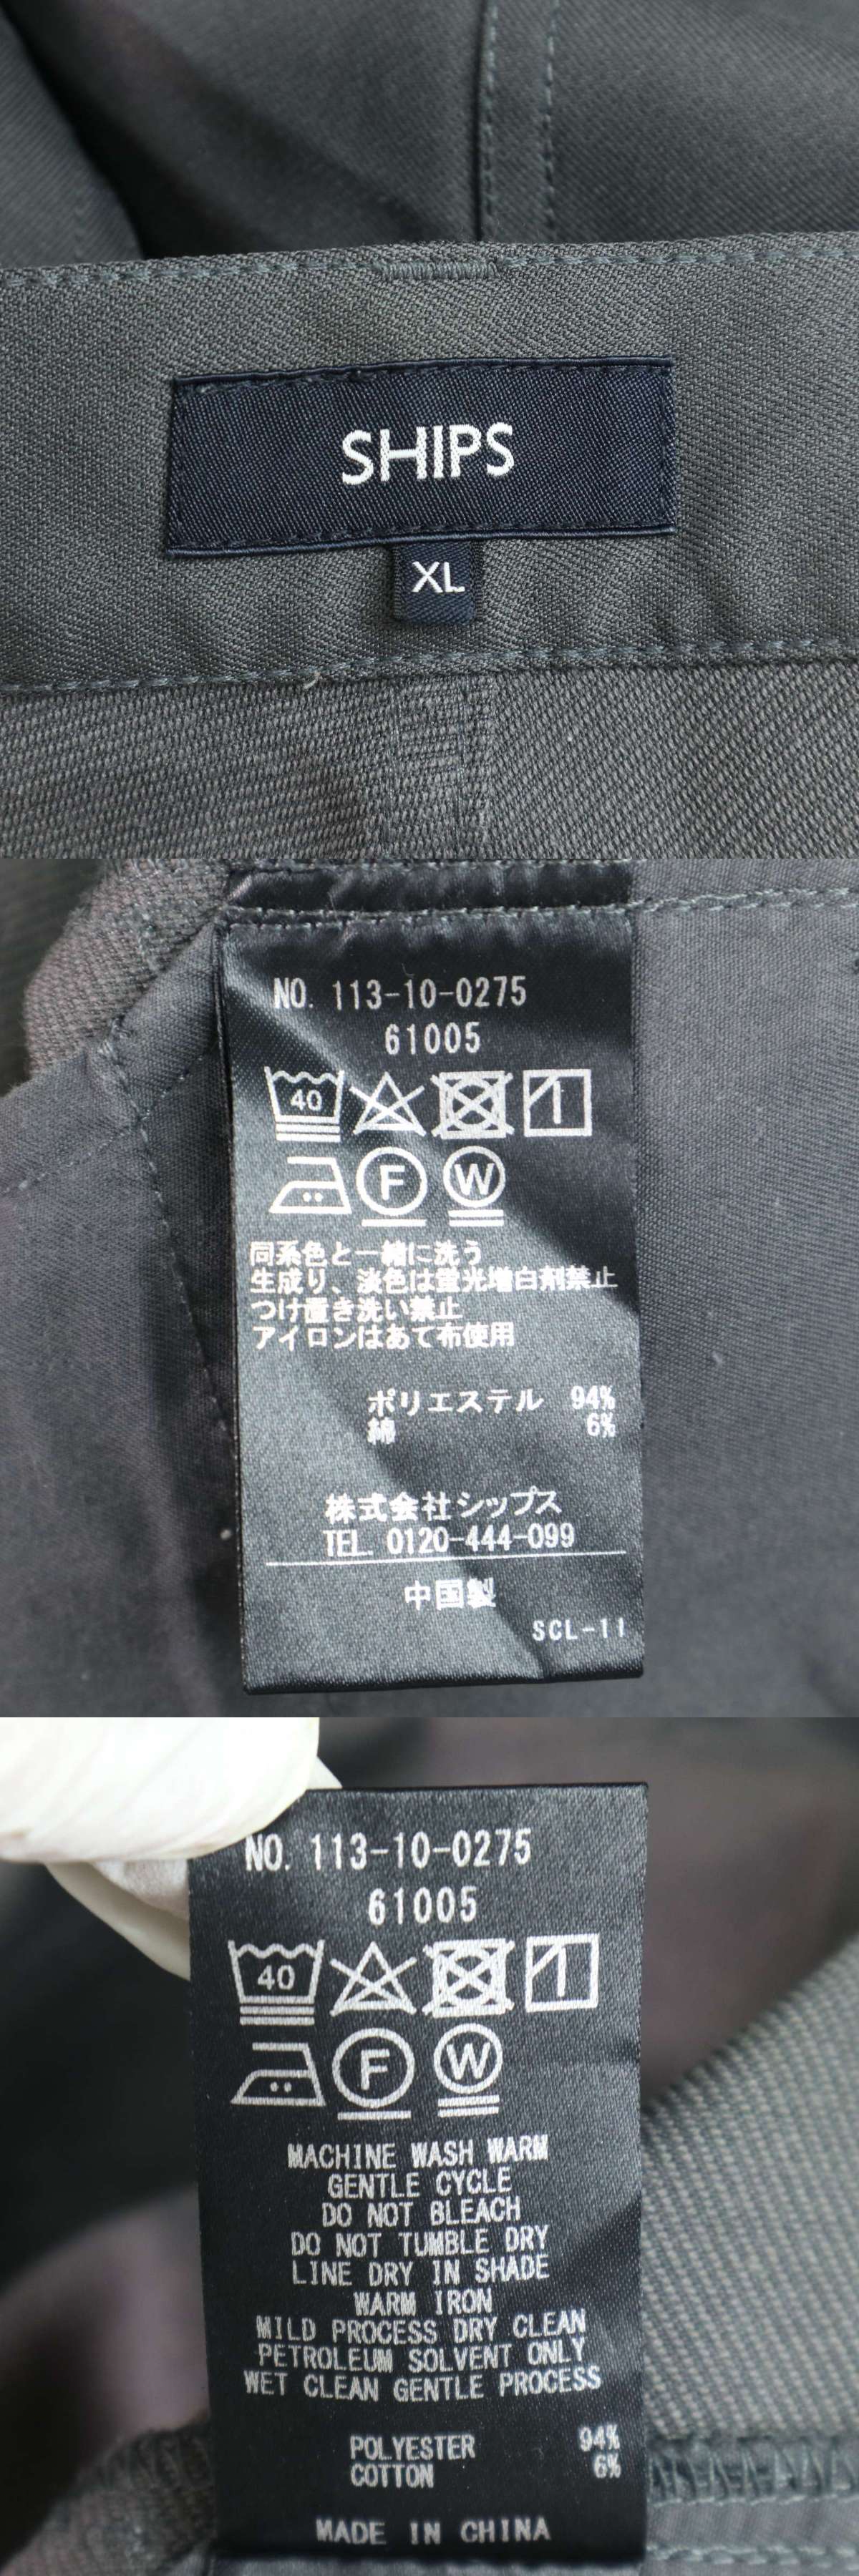 SHIPS
XL
NO. 113-10-0275
61005
40
F W
同系色と一緒に洗う
生成り、淡色は蛍光増白剤禁止
つけ置き洗い禁止
アイロンはあて布使用
ポリエステル 94%
綿 6%
株式会社シップス
TEL. 0120-444-099
中国製
SCL-11
NO. 113-10-0275
61005
40
F W
MACHINE WASH WARM
GENTLE CYCLE
DO NOT BLEACH
DO NOT TUMBLE DRY
LINE DRY IN SHADE
WARM IRON
MILD PROCESS DRY CLEAN
PETROLEUM SOLVENT ONLY
WET CLEAN GENTLE PROCESS
POLYESTER 94%
COTTON 6%
MADE IN CHINA